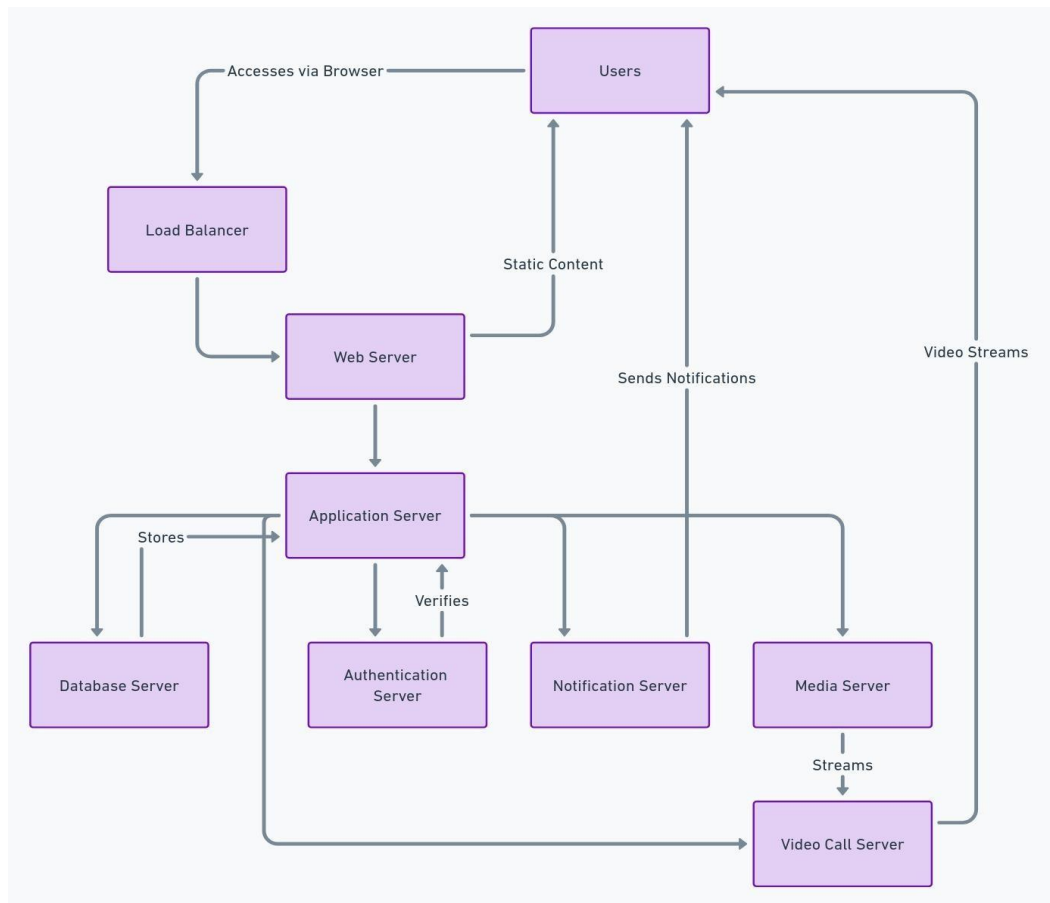 Users
Accesses via Browser
Load Balancer
Static Content
Web Server
Video Streams
Sends Notifications
Application Server
Stores
Verifies
Database Server
Authentication
Server
Notification Server
Media Server
Streams
Video Call Server